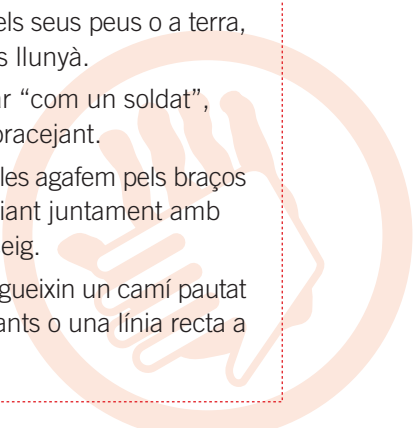 els seus peus o a terra,
s llunyà.
ar “com un soldat”,
bracejant.
les agafem pels braços
iant juntament amb
eig.
gueixin un camí pautat
ants o una línia recta a